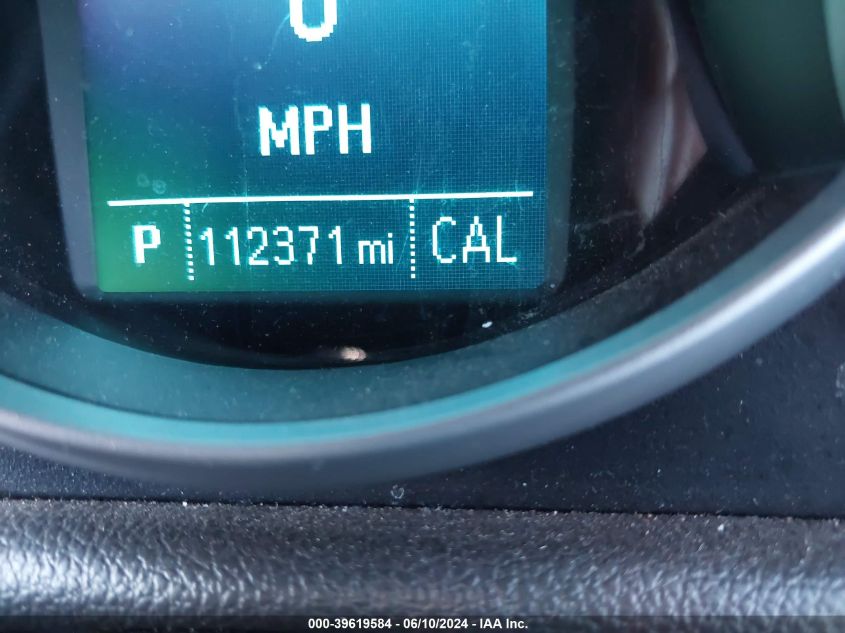 0
MPH
P 112371 mi CAL
000-39619584 - 06/10/2024 - IAA Inc.